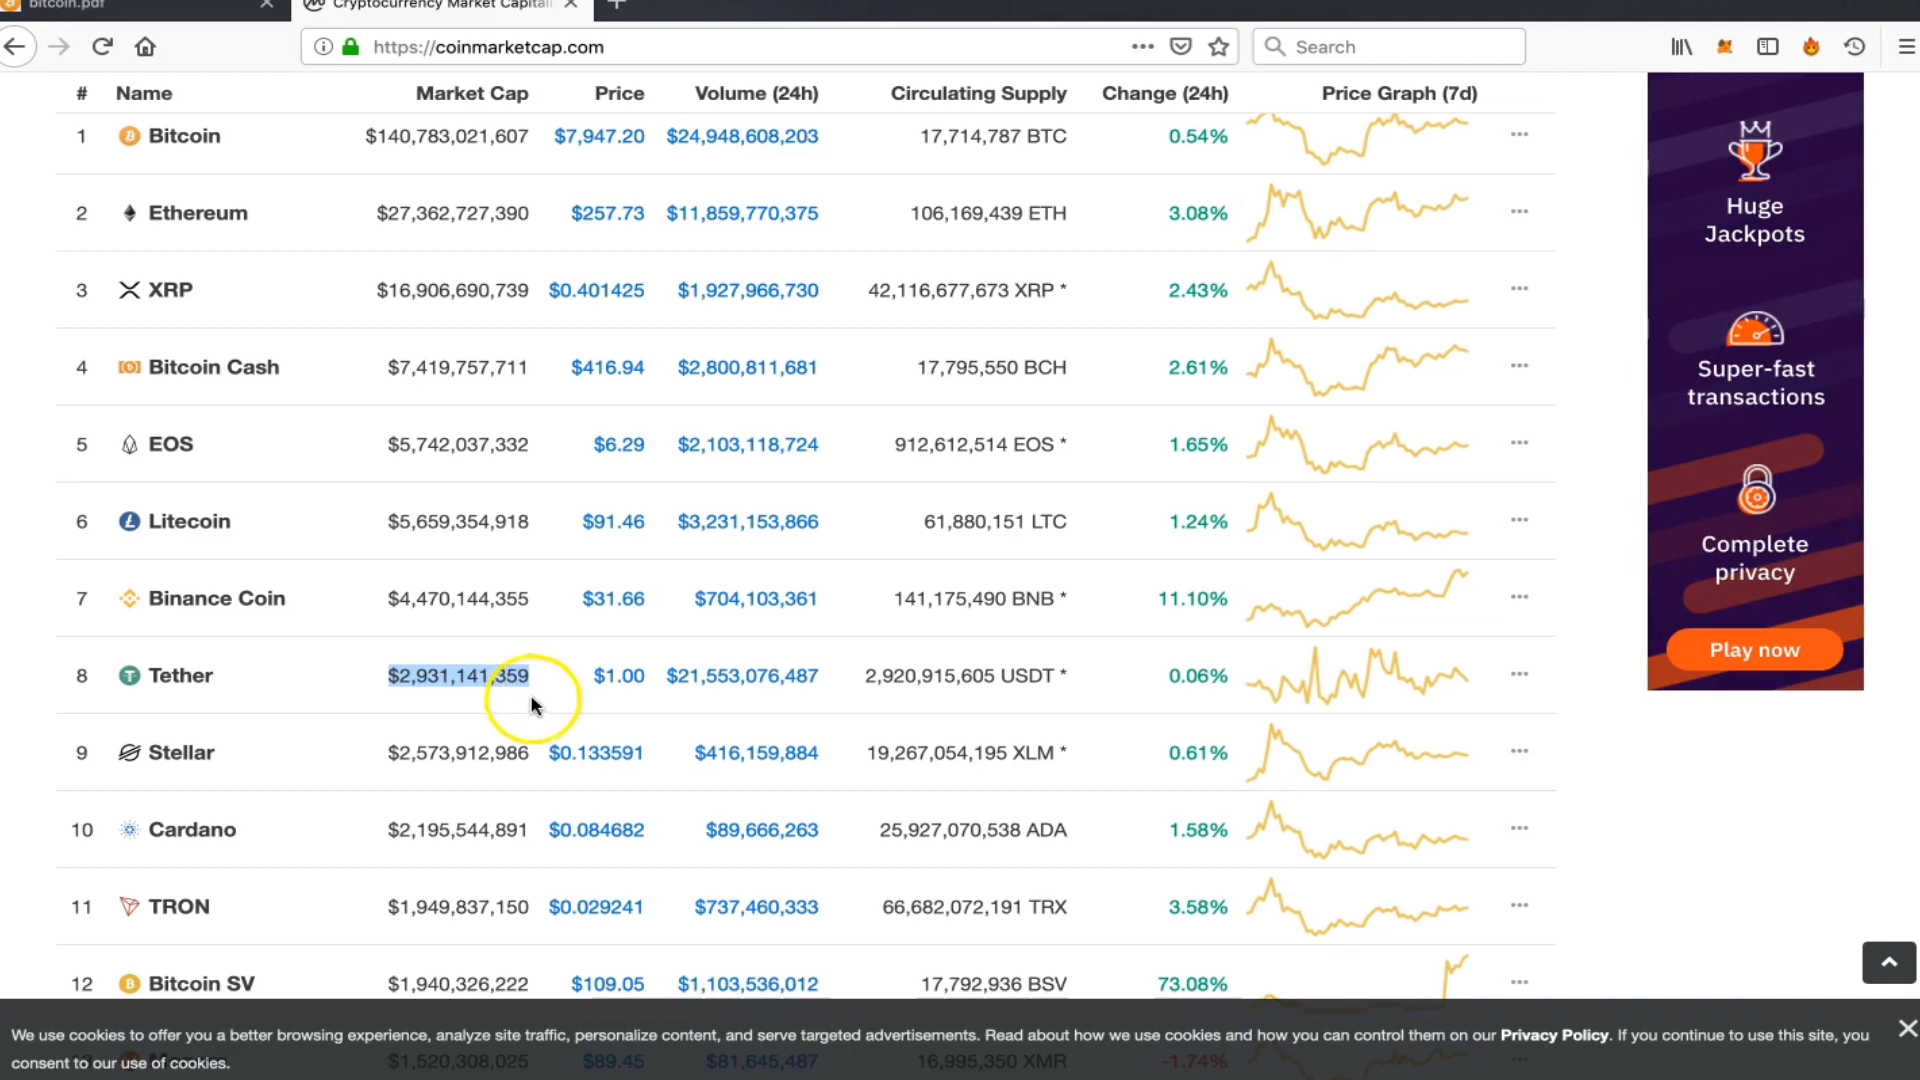 bitcoin.pdf
Cryptocurrency Market Capitali
https://coinmarketcap.com
Search
# Name Market Cap Price Volume (24h) Circulating Supply Change (24h) Price Graph (7d)
1 Bitcoin $140,783,021,607 $7,947.20 $24,948,608,203 17,714,787 BTC 0.54%
2 Ethereum $27,362,727,390 $257.73 $11,859,770,375 106,169,439 ETH 3.08%
3 XRP $16,906,690,739 $0.401425 $1,927,966,730 42,116,677,673 XRP * 2.43%
4 Bitcoin Cash $7,419,757,711 $416.94 $2,800,811,681 17,795,550 BCH 2.61%
5 EOS $5,742,037,332 $6.29 $2,103,118,724 912,612,514 EOS * 1.65%
6 Litecoin $5,659,354,918 $91.46 $3,231,153,866 61,880,151 LTC 1.24%
7 Binance Coin $4,470,144,355 $31.66 $704,103,361 141,175,490 BNB * 11.10%
8 Tether $2,931,141,359 $1.00 $21,553,076,487 2,920,915,605 USDT * 0.06%
9 Stellar $2,573,912,986 $0.133591 $416,159,884 19,267,054,195 XLM * 0.61%
10 Cardano $2,195,544,891 $0.084682 $89,666,263 25,927,070,538 ADA 1.58%
11 TRON $1,949,837,150 $0.029241 $737,460,333 66,682,072,191 TRX 3.58%
12 Bitcoin SV $1,940,326,222 $109.05 $1,103,536,012 17,792,936 BSV 73.08%
Huge
Jackpots
Super-fast
transactions
Complete
privacy
Play now
We use cookies to offer you a better browsing experience, analyze site traffic, personalize content, and serve targeted advertisements. Read about how we use cookies and how you can control them on our Privacy Policy. If you continue to use this site, you
consent to our use of cookies.
$1,520,308,025 $89.45 $81,645,487 16,995,350 XMR -1.74%